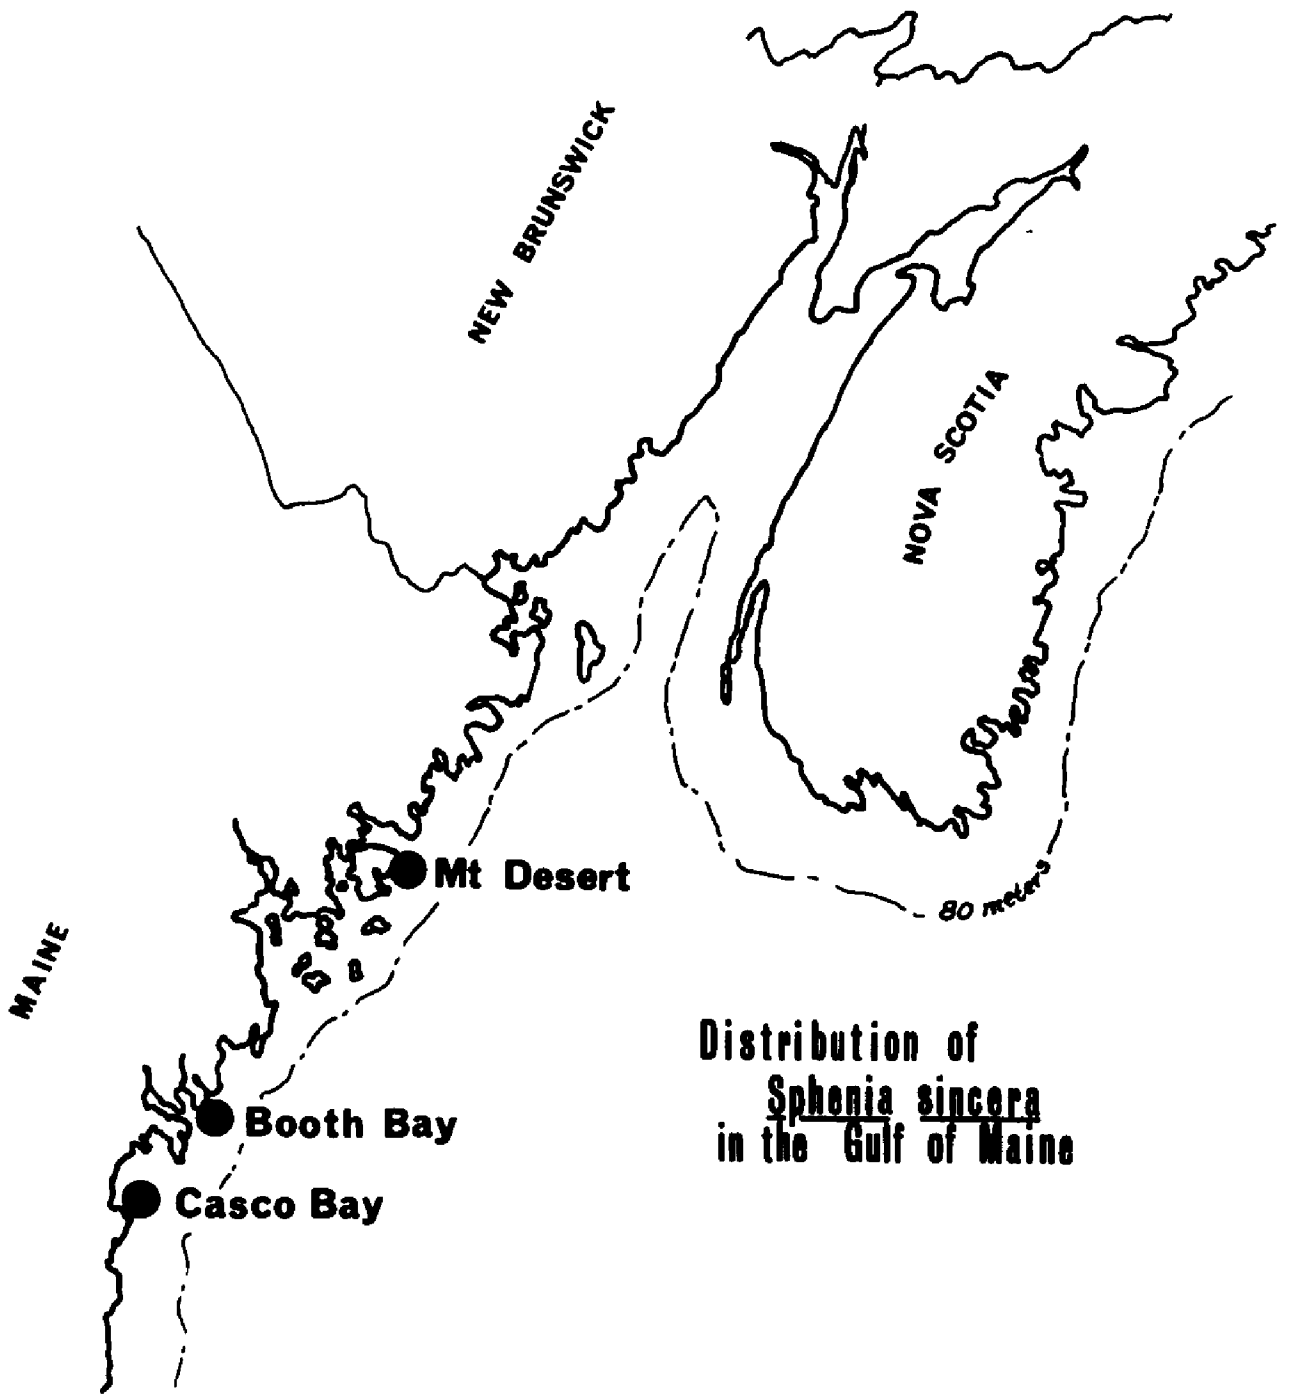 NEW BRUNSWICK
NOVA SCOTIA
Mt Desert
80 meters
MAINE
Distribution of
Sphenia sincera
in the Gulf of Maine
Booth Bay
Casco Bay